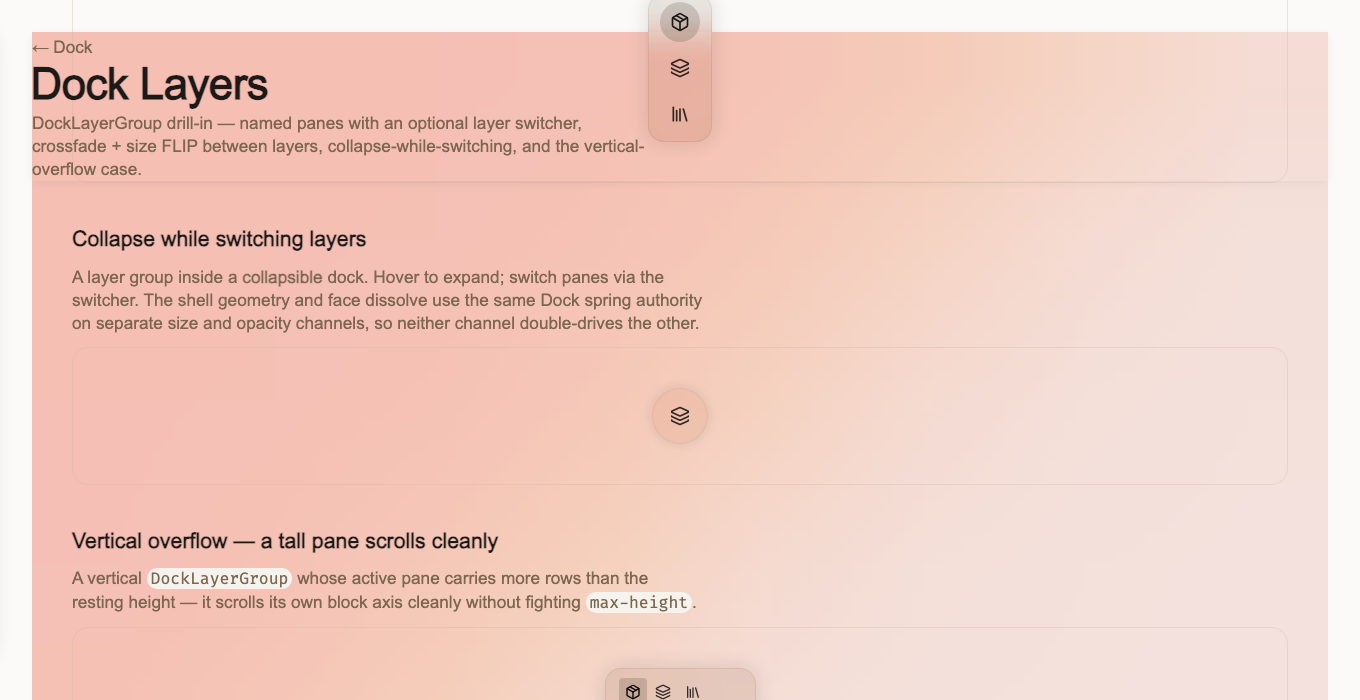 ← Dock
Dock Layers
DockLayerGroup drill-in — named panes with an optional layer switcher,
crossfade + size FLIP between layers, collapse-while-switching, and the vertical-
overflow case.
Collapse while switching layers
A layer group inside a collapsible dock. Hover to expand; switch panes via the
switcher. The shell geometry and face dissolve use the same Dock spring authority
on separate size and opacity channels, so neither channel double-drives the other.
Vertical overflow — a tall pane scrolls cleanly
A vertical DockLayerGroup whose active pane carries more rows than the
resting height — it scrolls its own block axis cleanly without fighting max-height.